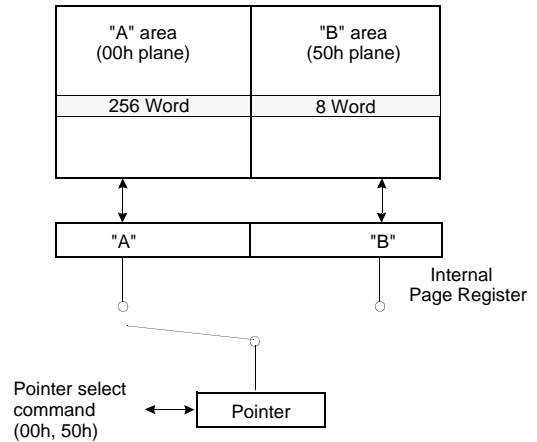 "A" area
(00h plane)
"B" area
(50h plane)
256 Word
8 Word
"A"
"B"
Internal
Page Register
Pointer select
command
(00h, 50h)
Pointer